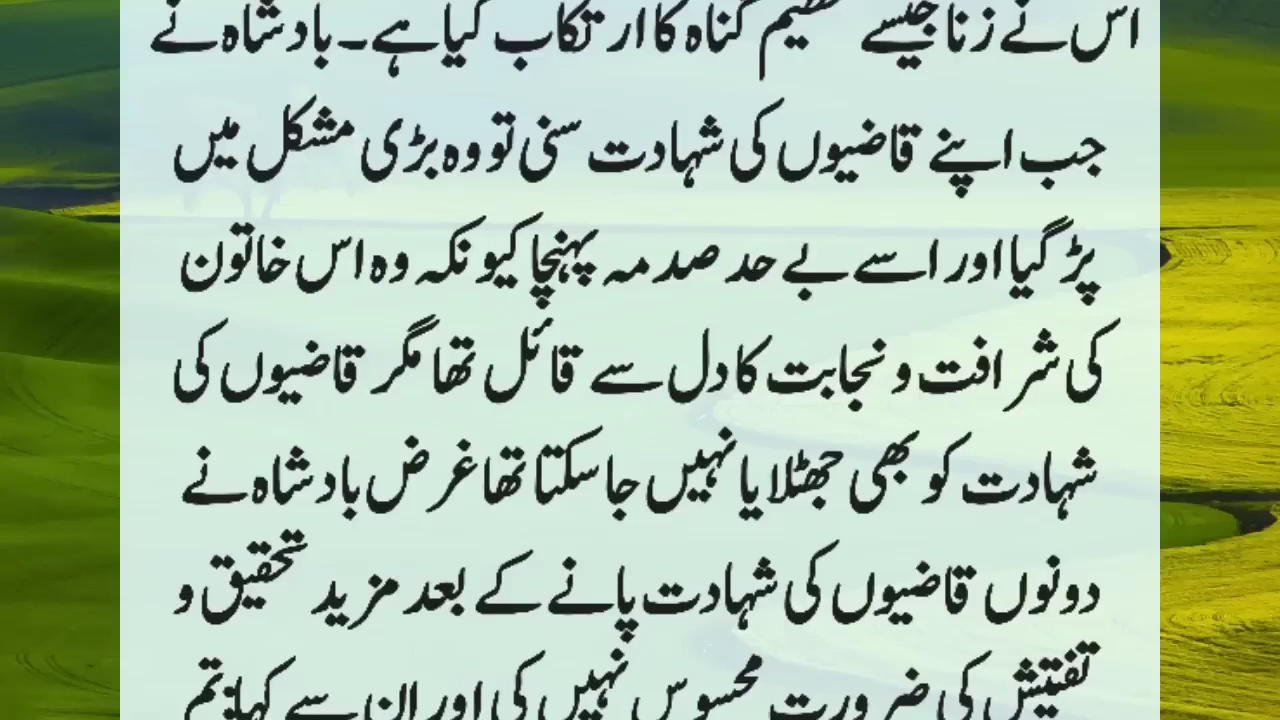 اس نے زنا جیسے عظیم گناہ کا ارتکاب کیا ہے۔ بادشاہ نے
جب اپنے قاضیوں کی شہادت سنی تو وہ بڑی مشکل میں
پڑ گیا اور اسے بے حد صدمہ پہنچا کیونکہ وہ اس خاتون
کی شرافت و نجابت کا دل سے قائل تھا مگر قاضیوں کی
شہادت کو بھی جھٹلایا نہیں جا سکتا تھا غرض بادشاہ نے
دونوں قاضیوں کی شہادت پانے کے بعد مزید تحقیق و
تفتیش کی ضرورت محسوس نہیں کی اور ان سے کہا: تم